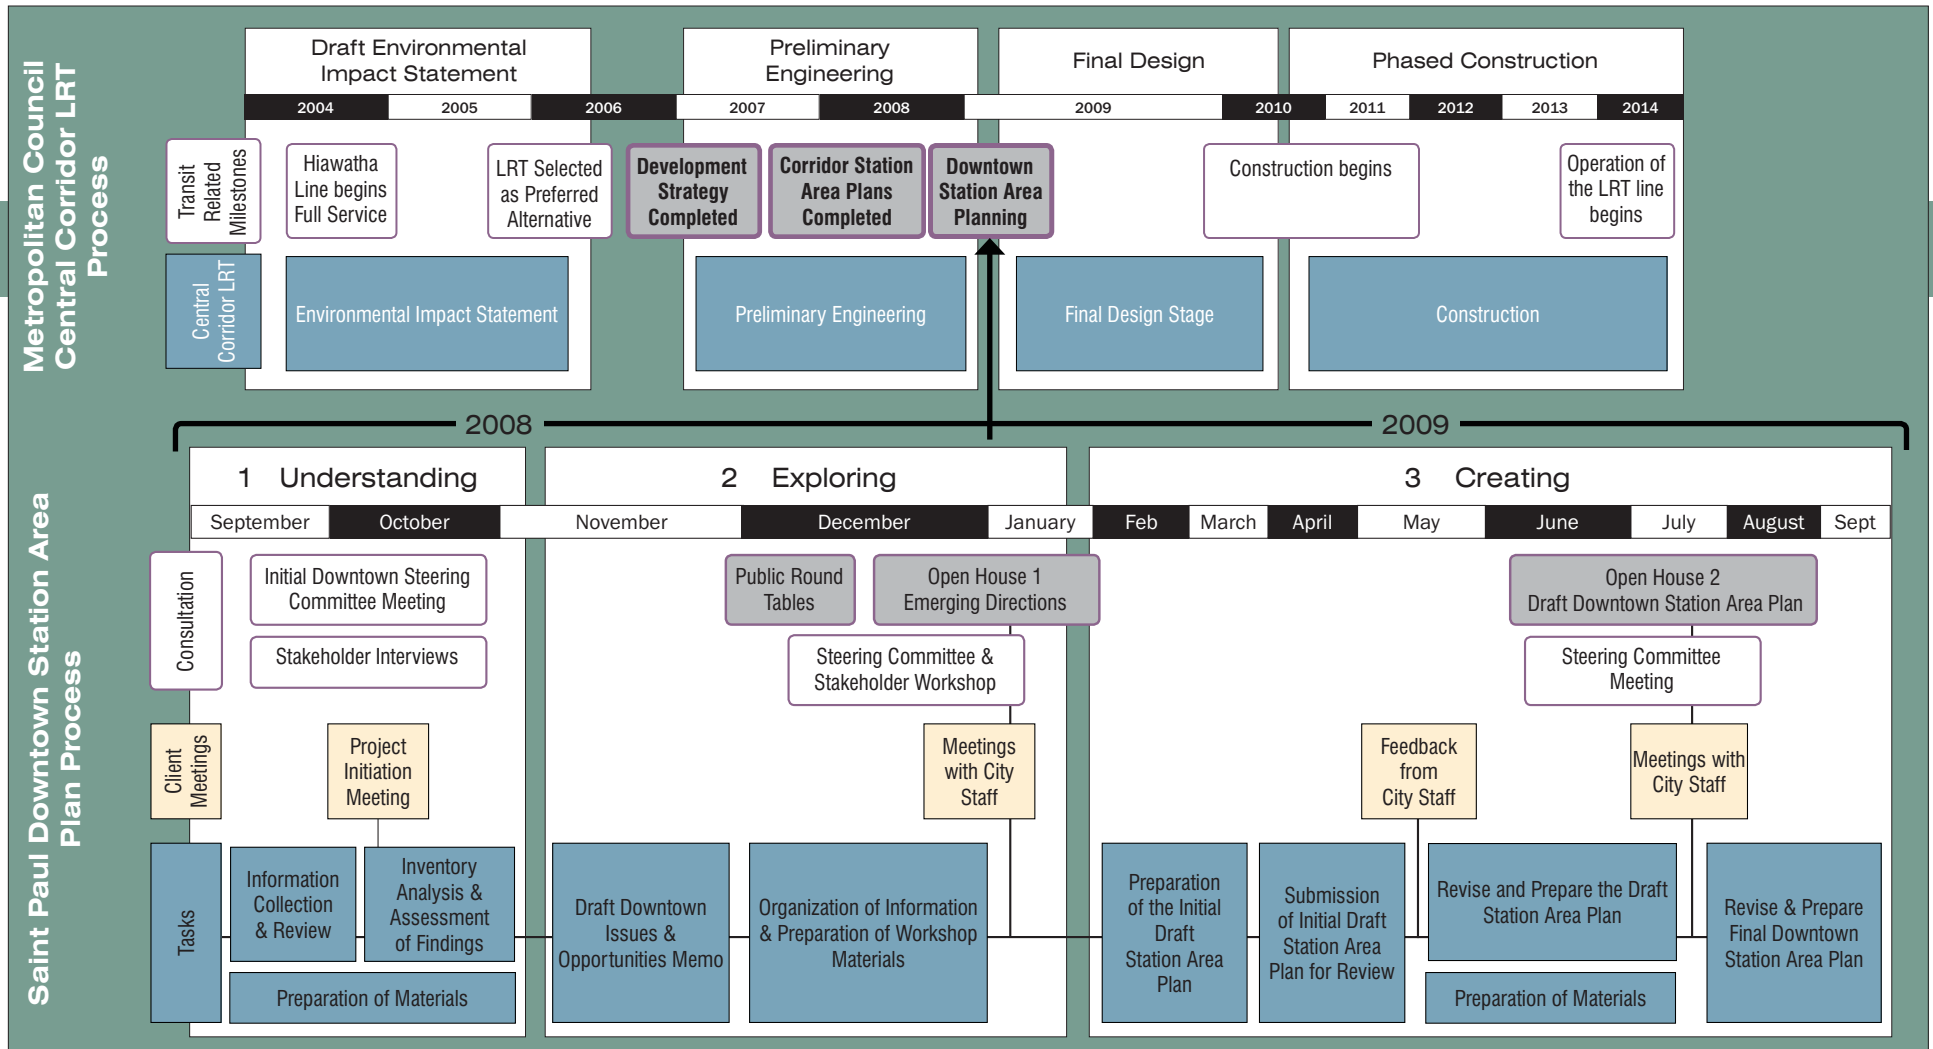 Metropolitan Council
Central Corridor LRT
Process
Draft Environmental
Impact Statement
Preliminary
Engineering
Final Design
Phased Construction
2004
2005
2006
2007
2008
2009
2010
2011
2012
2013
2014
Transit
Related
Milestones
Hiawatha
Line begins
Full Service
LRT Selected
as Preferred
Alternative
Development
Strategy
Completed
Corridor Station
Area Plans
Completed
Downtown
Station Area
Planning
Construction begins
Operation of
the LRT line
begins
Central
Corridor LRT
Environmental Impact Statement
Preliminary Engineering
Final Design Stage
Construction
2008
2009
Saint Paul Downtown Station Area
Plan Process
1 Understanding
2 Exploring
3 Creating
September
October
November
December
January
Feb
March
April
May
June
July
August
Sept
Consultation
Initial Downtown Steering
Committee Meeting
Stakeholder Interviews
Public Round
Tables
Open House 1
Emerging Directions
Steering Committee &
Stakeholder Workshop
Open House 2
Draft Downtown Station Area Plan
Steering Committee
Meeting
Client
Meetings
Project
Initiation
Meeting
Meetings
with City
Staff
Feedback
from
City Staff
Meetings with
City Staff
Tasks
Information
Collection
& Review
Inventory
Analysis &
Assessment
of Findings
Preparation of Materials
Draft Downtown
Issues &
Opportunities Memo
Organization of Information
& Preparation of Workshop
Materials
Preparation
of the Initial
Draft
Station Area
Plan
Submission
of Initial Draft
Station Area
Plan for Review
Revise and Prepare the Draft
Station Area Plan
Preparation of Materials
Revise & Prepare
Final Downtown
Station Area Plan